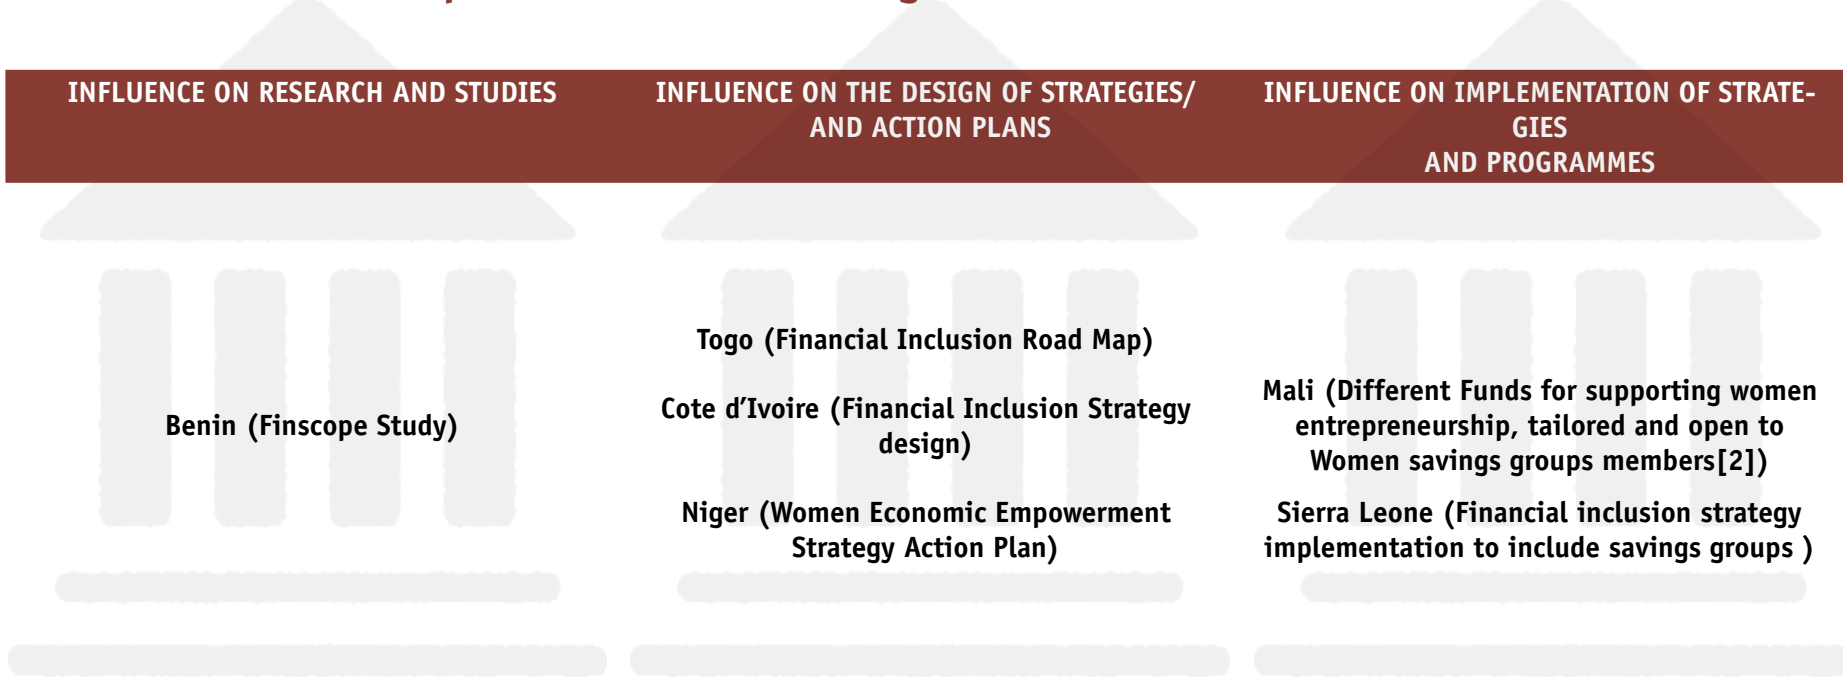 INFLUENCE ON RESEARCH AND STUDIES
INFLUENCE ON THE DESIGN OF STRATEGIES/
AND ACTION PLANS
INFLUENCE ON IMPLEMENTATION OF STRATE-
GIES
AND PROGRAMMES
Benin (Finscope Study)
Togo (Financial Inclusion Road Map)
Cote d’Ivoire (Financial Inclusion Strategy
design)
Niger (Women Economic Empowerment
Strategy Action Plan)
Mali (Different Funds for supporting women
entrepreneurship, tailored and open to
Women savings groups members[2])
Sierra Leone (Financial inclusion strategy
implementation to include savings groups )